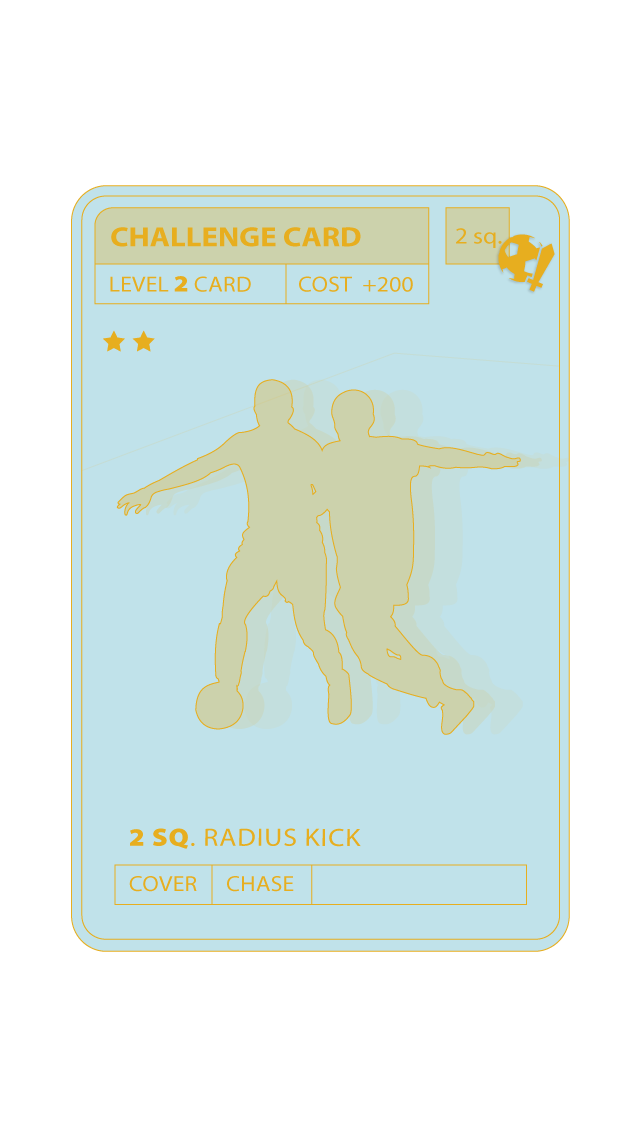 CHALLENGE CARD
2 sq.
LEVEL 2 CARD
COST +200
2 SQ. RADIUS KICK
COVER
CHASE